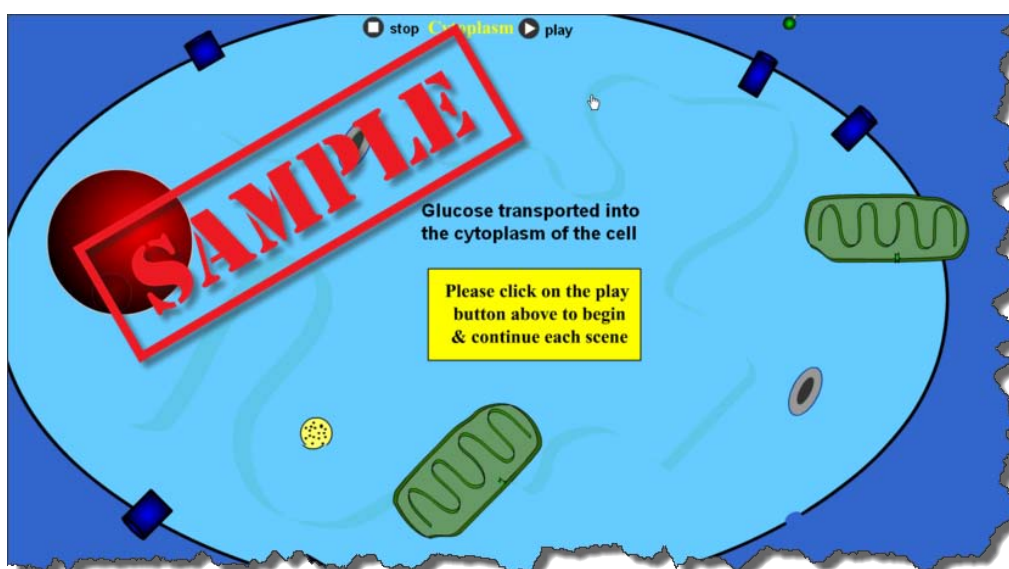 stop Cytoplasm play
SAMPLE
Glucose transported into
the cytoplasm of the cell
Please click on the play
button above to begin
& continue each scene